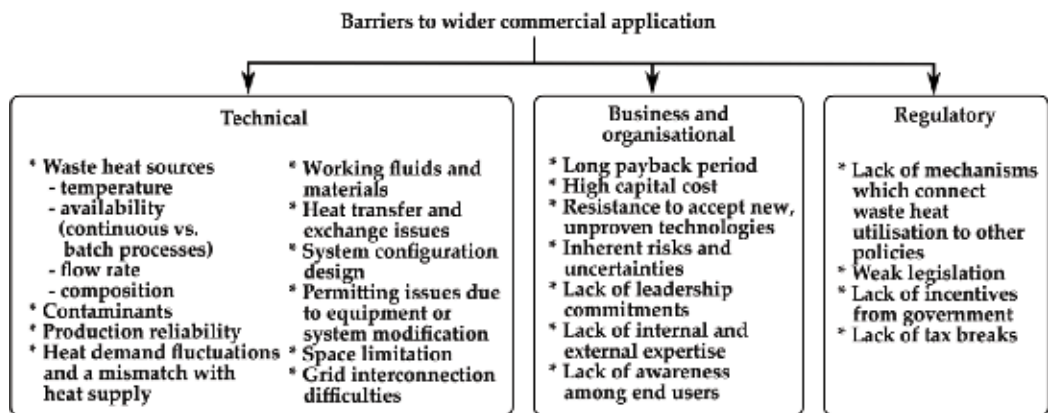 Barriers to wider commercial application
Technical
* Waste heat sources
- temperature
- availability
(continuous vs.
batch processes)
- flow rate
- composition
* Contaminants
* Production reliability
* Heat demand fluctuations
and a mismatch with
heat supply
* Working fluids and
materials
* Heat transfer and
exchange issues
* System configuration
design
* Permitting issues due
to equipment or
system modification
* Space limitation
* Grid interconnection
difficulties
Business and
organisational
* Long payback period
* High capital cost
* Resistance to accept new,
unproven technologies
* Inherent risks and
uncertainties
* Lack of leadership
commitments
* Lack of internal and
external expertise
* Lack of awareness
among end users
Regulatory
* Lack of mechanisms
which connect
waste heat
utilisation to other
policies
* Weak legislation
* Lack of incentives
from government
* Lack of tax breaks